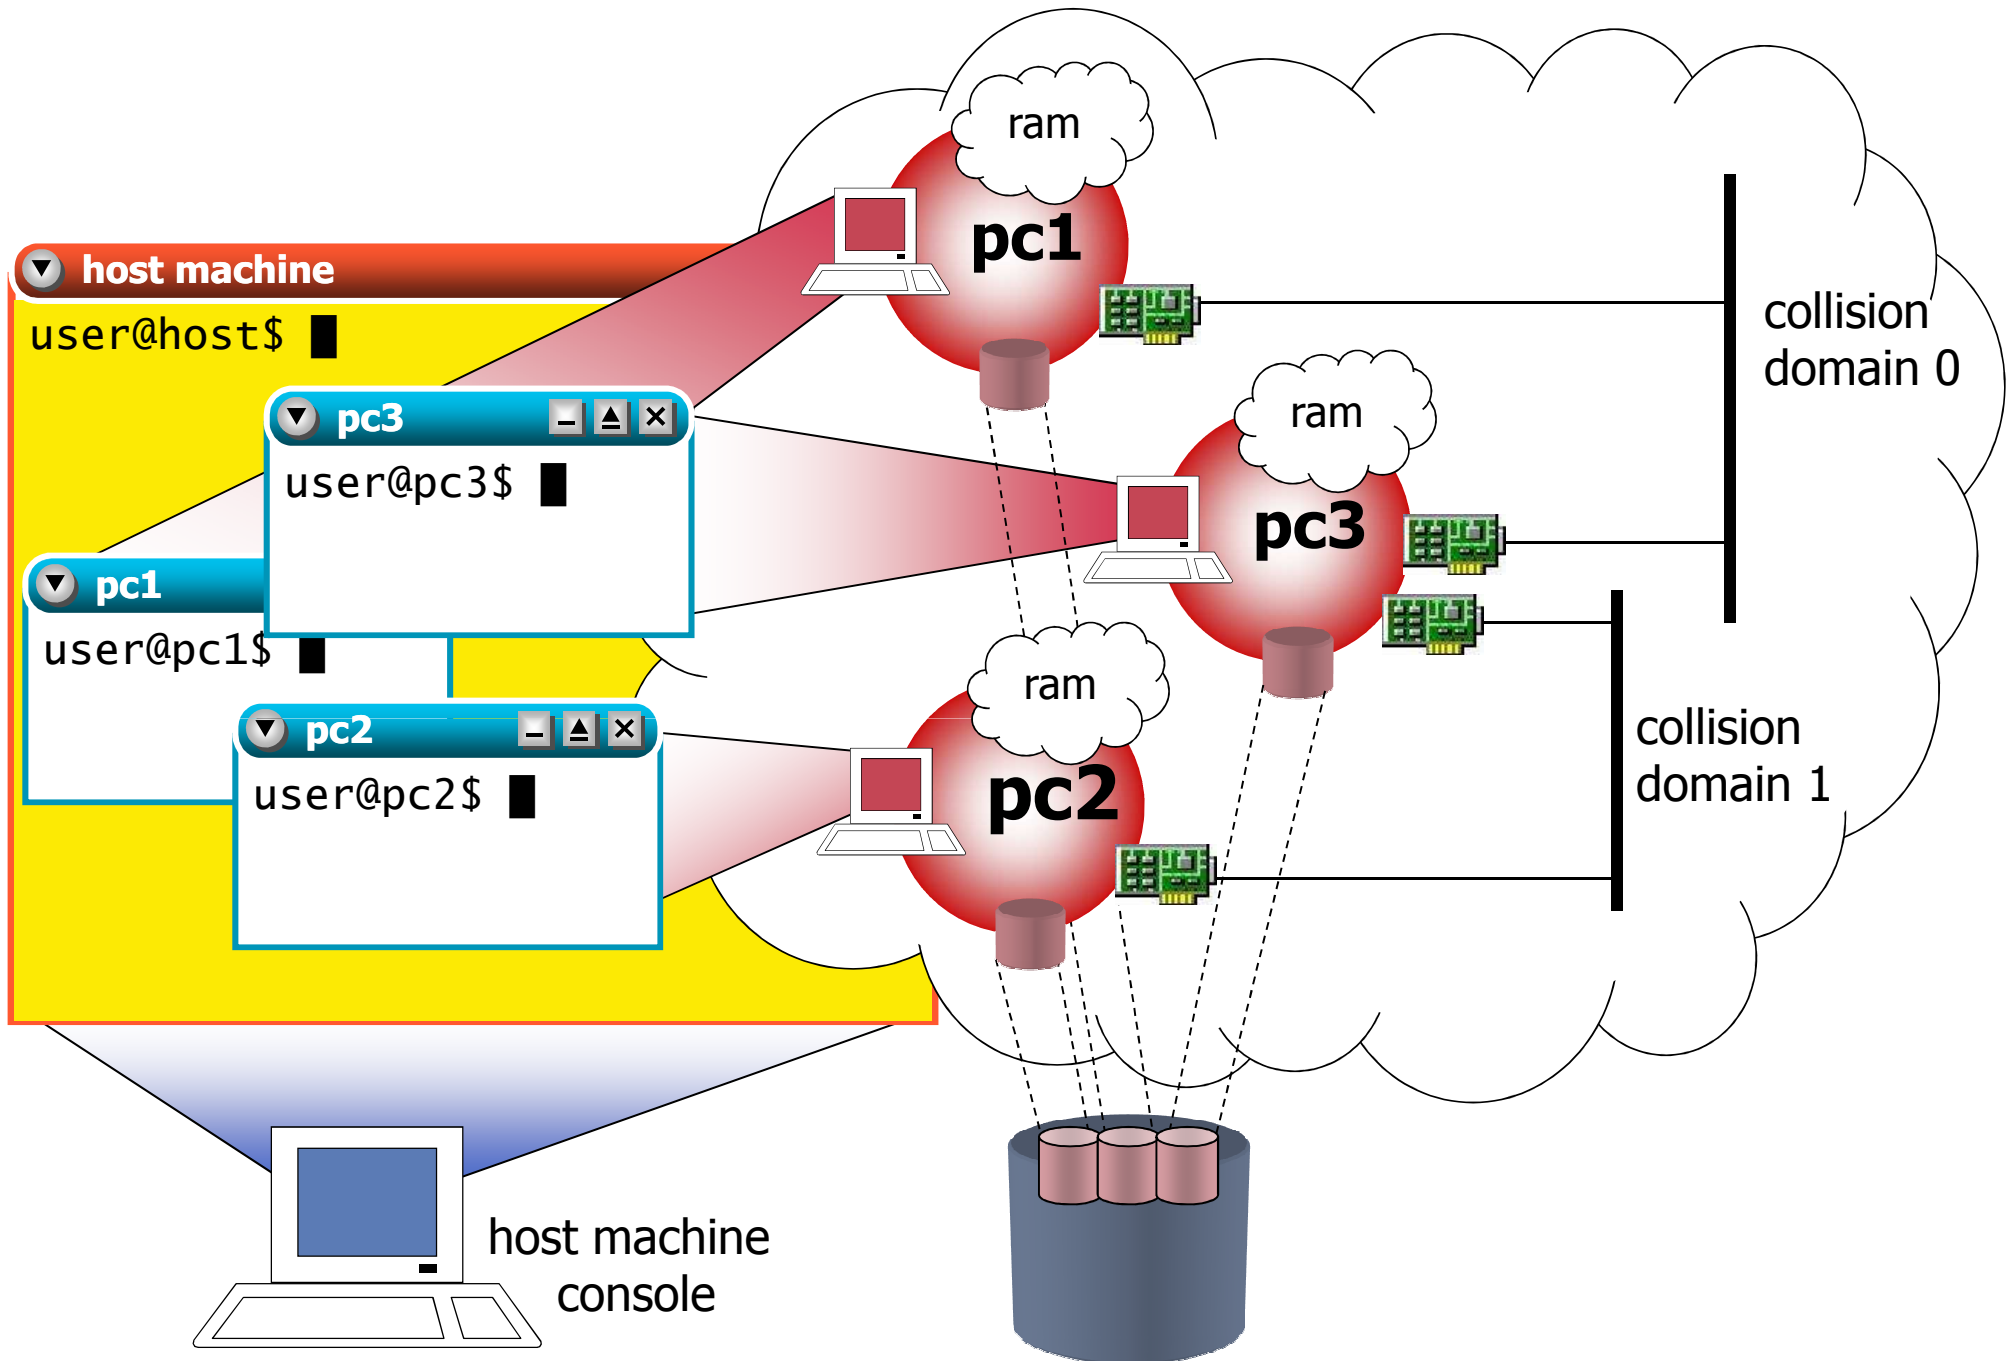 ram
pc1
host machine
user@host$
collision
domain 0
pc3
user@pc3$
ram
pc3
pc1
user@pc1$
ram
pc2
user@pc2$
pc2
collision
domain 1
host machine
console